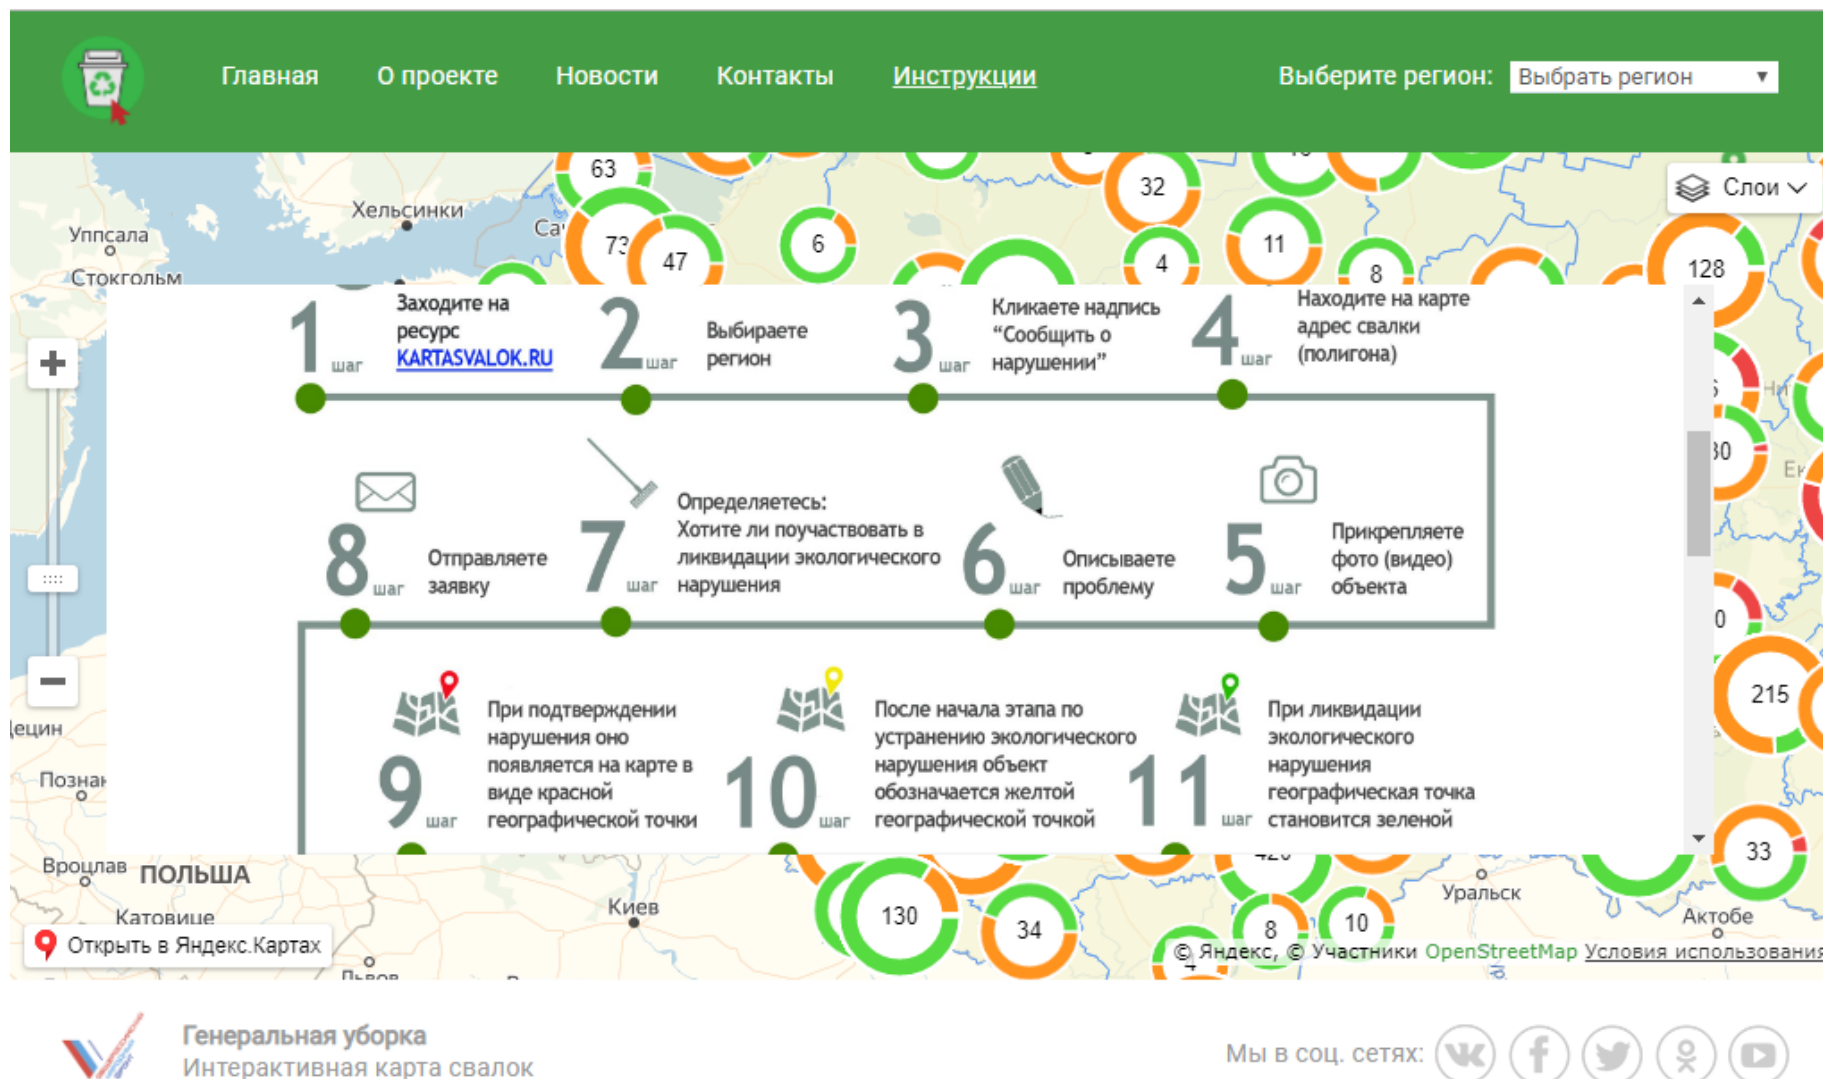 Главная О проекте Новости Контакты Инструкции Выберите регион: Выбрать регион
63
32
Слои
Хельсинки
Уппсала
73
47
6
4
11
8
128
Стокгольм
1 шаг
Заходите на
ресурс
KARTASVALOK.RU
2 шаг
Выбираете
регион
3 шаг
Кликаете надпись
“Сообщить о
нарушении”
4 шаг
Находите на карте
адрес свалки
(полигона)
8 шаг
Отправляете
заявку
7 шаг
Определяетесь:
Хотите ли поучаствовать в
ликвидации экологического
нарушения
6 шаг
Описываете
проблему
5 шаг
Прикрепляете
фото (видео)
объекта
9 шаг
При подтверждении
нарушения оно
появляется на карте в
виде красной
географической точки
10 шаг
После начала этапа по
устранению экологического
нарушения объект
обозначается желтой
географической точкой
11 шаг
При ликвидации
экологического
нарушения
географическая точка
становится зеленой
215
33
Вроцлав
ПОЛЬША
Катовице
Киев
130
34
8
10
Уральск
Актобе
Открыть в Яндекс.Картах
Львов
4
© Яндекс, © Участники OpenStreetMap Условия использования
Генеральная уборка
Интерактивная карта свалок
Мы в соц. сетях: